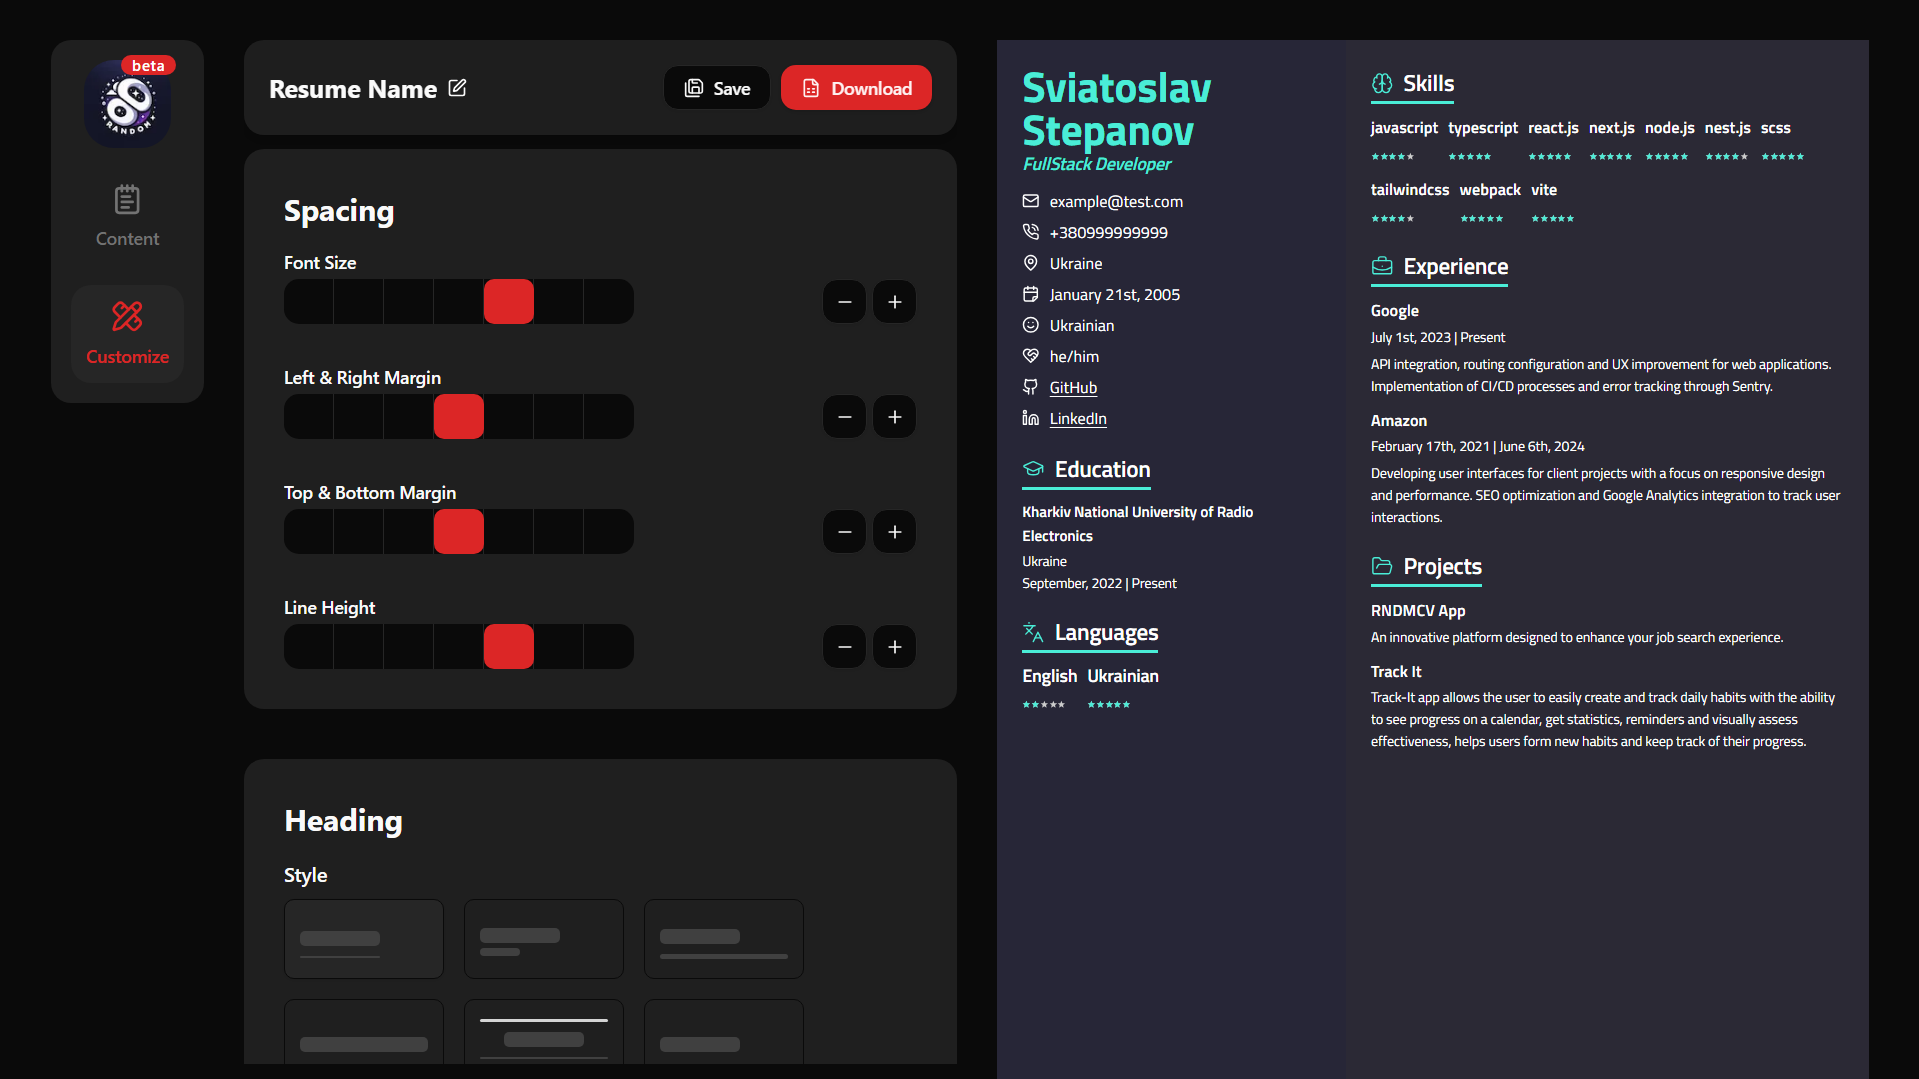 beta
RANDOM
Content
Customize
Resume Name
Save
Download
Spacing
Font Size
Left & Right Margin
Top & Bottom Margin
Line Height
Heading
Style
Sviatoslav
Stepanov
FullStack Developer
example@test.com
+380999999999
Ukraine
January 21st, 2005
Ukrainian
he/him
GitHub
LinkedIn
Education
Kharkiv National University of Radio
Electronics
Ukraine
September, 2022 | Present
Languages
English Ukrainian
Skills
javascript typescript react.js next.js node.js nest.js scss
tailwindcss webpack vite
Experience
Google
July 1st, 2023 | Present
API integration, routing configuration and UX improvement for web applications.
Implementation of CI/CD processes and error tracking through Sentry.
Amazon
February 17th, 2021 | June 6th, 2024
Developing user interfaces for client projects with a focus on responsive design
and performance. SEO optimization and Google Analytics integration to track user
interactions.
Projects
RNDMCV App
An innovative platform designed to enhance your job search experience.
Track It
Track-It app allows the user to easily create and track daily habits with the ability
to see progress on a calendar, get statistics, reminders and visually assess
effectiveness, helps users form new habits and keep track of their progress.